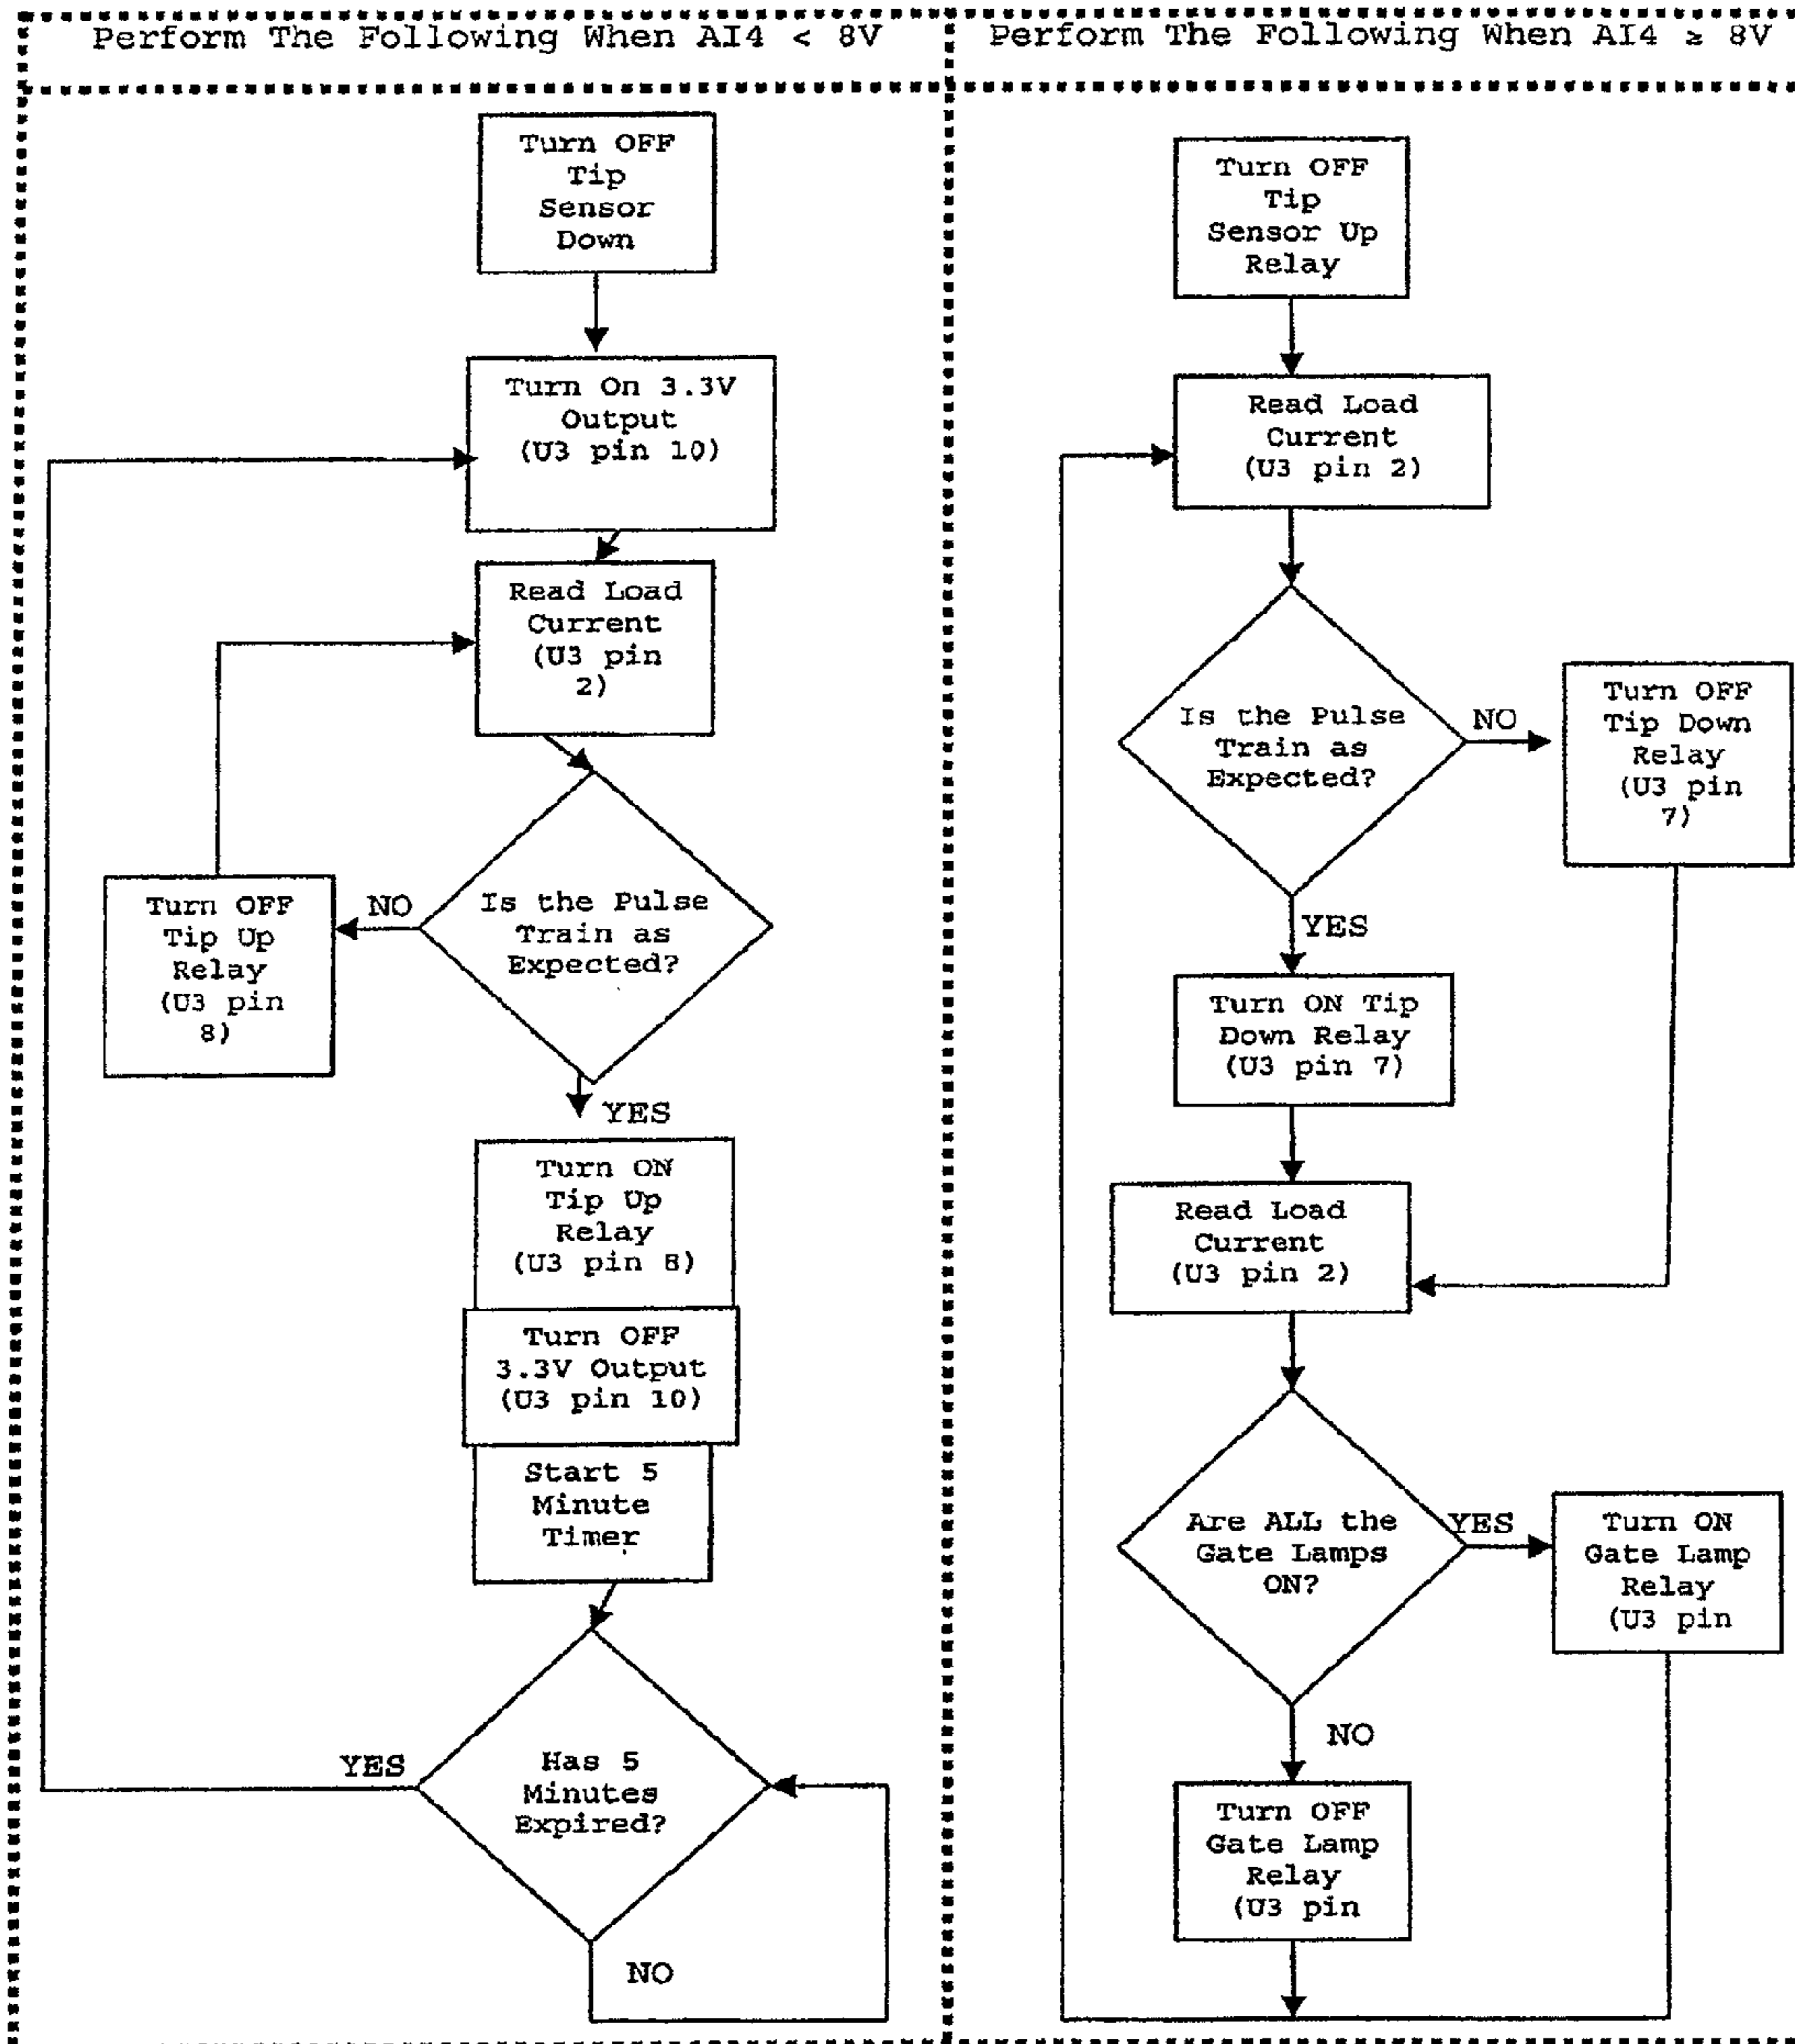 Perform The Following When AI4 < 8V
Turn OFF
Tip
Sensor
Down
Turn On 3.3V
Output
(U3 pin 10)
Read Load
Current
(U3 pin
2)
Is the Pulse
Train as
Expected?
NO
Turn OFF
Tip Up
Relay
(U3 pin
8)
YES
Turn ON
Tip Up
Relay
(U3 pin 8)
Turn OFF
3.3V Output
(U3 pin 10)
Start 5
Minute
Timer
Has 5
Minutes
Expired?
YES
NO
Perform The Following When AI4 ≥ 8V
Turn OFF
Tip
Sensor Up
Relay
Read Load
Current
(U3 pin 2)
Is the Pulse
Train as
Expected?
NO
Turn OFF
Tip Down
Relay
(U3 pin
7)
YES
Turn ON Tip
Down Relay
(U3 pin 7)
Read Load
Current
(U3 pin 2)
Are ALL the
Gate Lamps
ON?
YES
Turn ON
Gate Lamp
Relay
(U3 pin
NO
Turn OFF
Gate Lamp
Relay
(U3 pin